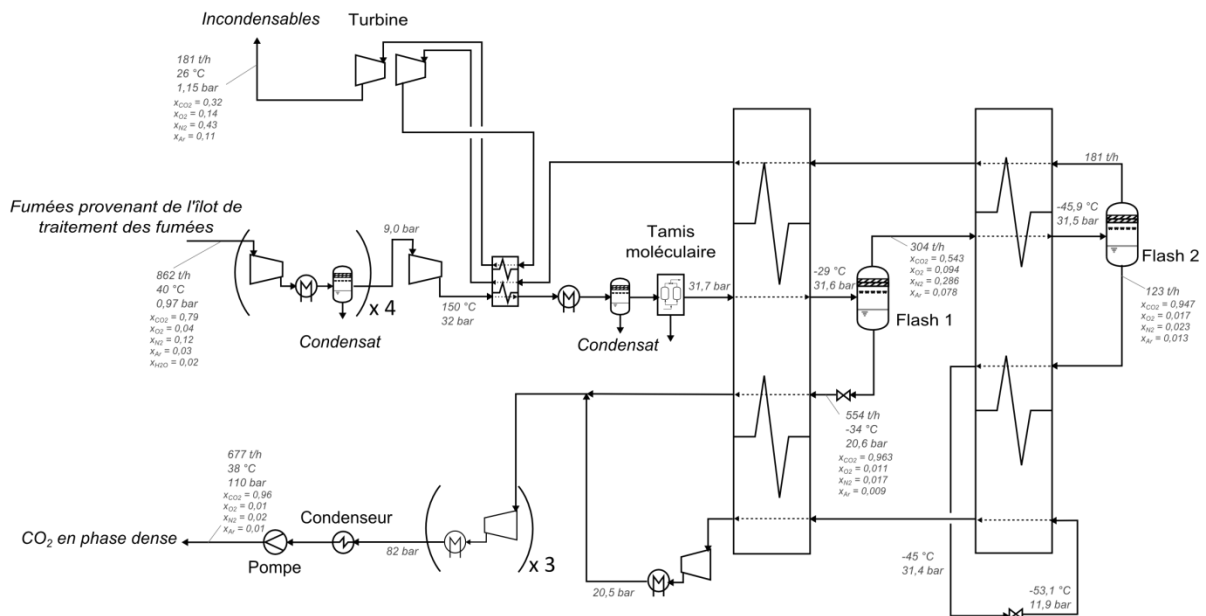 Incondensables
Turbine
181 t/h
26 °C
1,15 bar
xCO2 = 0,32
xO2 = 0,14
xN2 = 0,43
xAr = 0,11
Fumées provenant de l'îlot de
traitement des fumées
862 t/h
40 °C
0,97 bar
xCO2 = 0,79
xO2 = 0,04
xN2 = 0,12
xAr = 0,03
xH2O = 0,02
x 4
Condensat
9,0 bar
150 °C
32 bar
Condensat
Tamis
moléculaire
31,7 bar
-29 °C
31,6 bar
Flash 1
304 t/h
xCO2 = 0,543
xO2 = 0,094
xN2 = 0,286
xAr = 0,078
181 t/h
-45,9 °C
31,5 bar
Flash 2
123 t/h
xCO2 = 0,947
xO2 = 0,017
xN2 = 0,023
xAr = 0,013
554 t/h
-34 °C
20,6 bar
xCO2 = 0,963
xO2 = 0,011
xN2 = 0,017
xAr = 0,009
677 t/h
38 °C
110 bar
xCO2 = 0,96
xO2 = 0,01
xN2 = 0,02
xAr = 0,01
CO2 en phase dense
Pompe
Condenseur
82 bar
x 3
20,5 bar
-45 °C
31,4 bar
-53,1 °C
11,9 bar